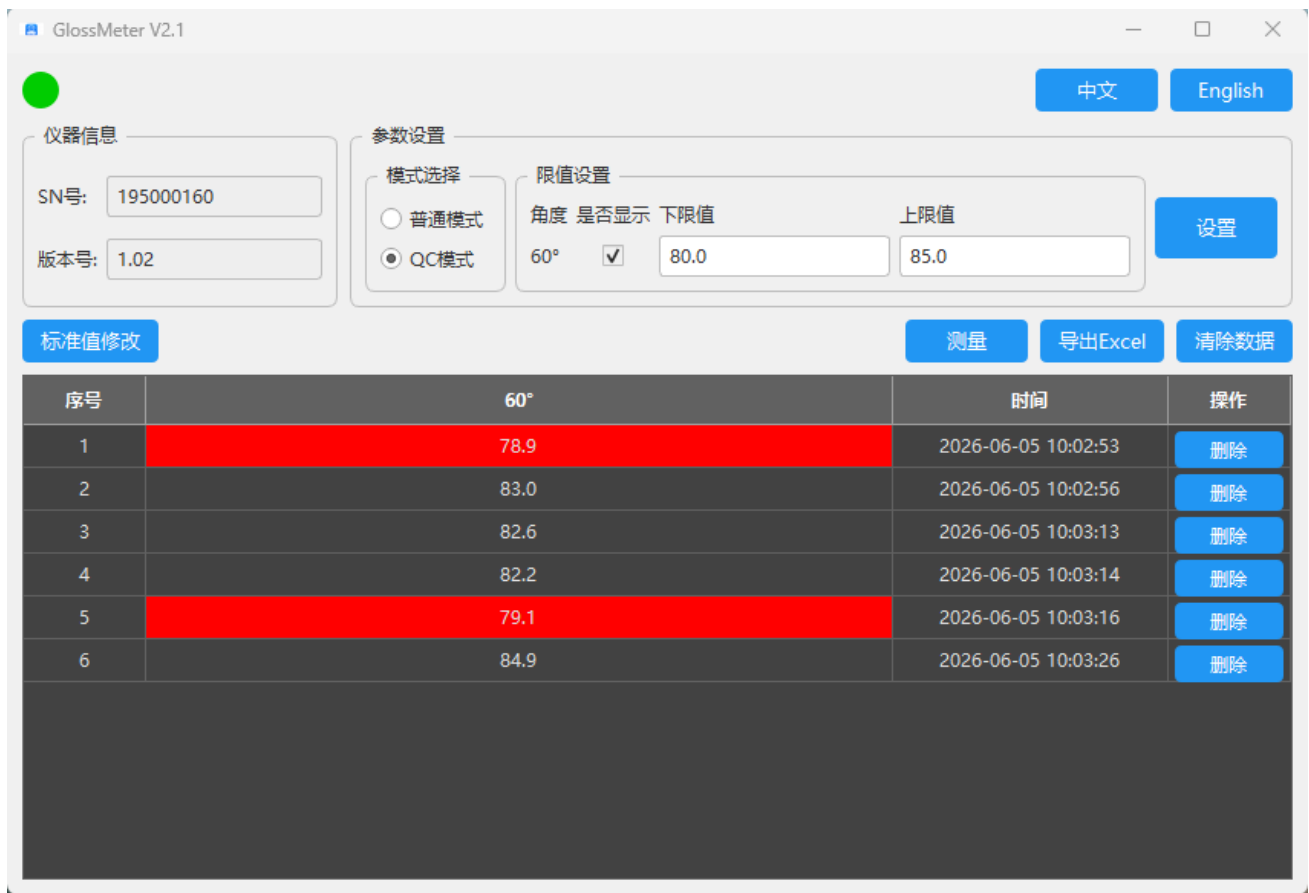 GlossMeter V2.1
中文 English
仪器信息
SN号: 195000160
版本号: 1.02
参数设置
模式选择
普通模式
QC模式
限值设置
角度 是否显示 下限值 上限值
60° 80.0 85.0
设置
标准值修改 测量 导出Excel 清除数据
序号 60° 时间 操作
1 78.9 2026-06-05 10:02:53 删除
2 83.0 2026-06-05 10:02:56 删除
3 82.6 2026-06-05 10:03:13 删除
4 82.2 2026-06-05 10:03:14 删除
5 79.1 2026-06-05 10:03:16 删除
6 84.9 2026-06-05 10:03:26 删除